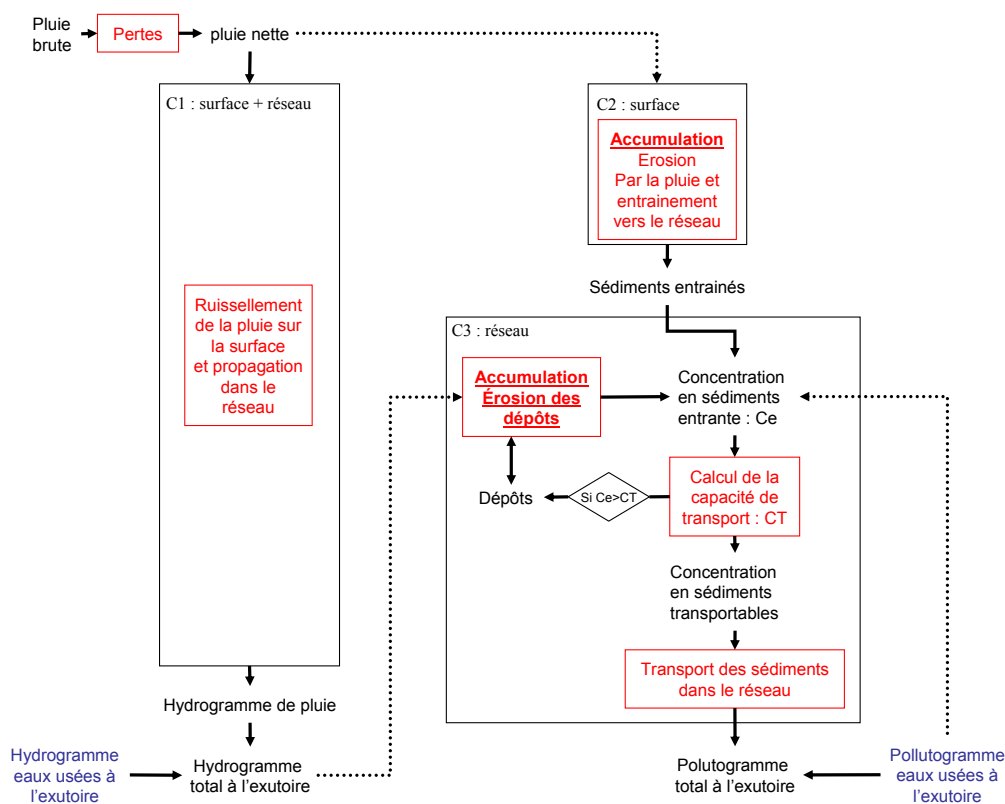 Pluie
brute
Pertes
pluie nette
C1 : surface + réseau
Ruissellement
de la pluie sur
la surface
et propagation
dans le
réseau
C2 : surface
Accumulation
Erosion
Par la pluie et
entrainement
vers le réseau
Sédiments entrainés
C3 : réseau
Accumulation
Érosion des
dépôts
Concentration
en sédiments
entrante : Ce
Dépôts
Si Ce>CT
Calcul de la
capacité de
transport : CT
Concentration
en sédiments
transportables
Transport des sédiments
dans le réseau
Hydrogramme de pluie
Hydrogramme
eaux usées à
l'exutoire
Hydrogramme
total à l'exutoire
Polutogramme
total à l'exutoire
Pollutogramme
eaux usées à
l'exutoire